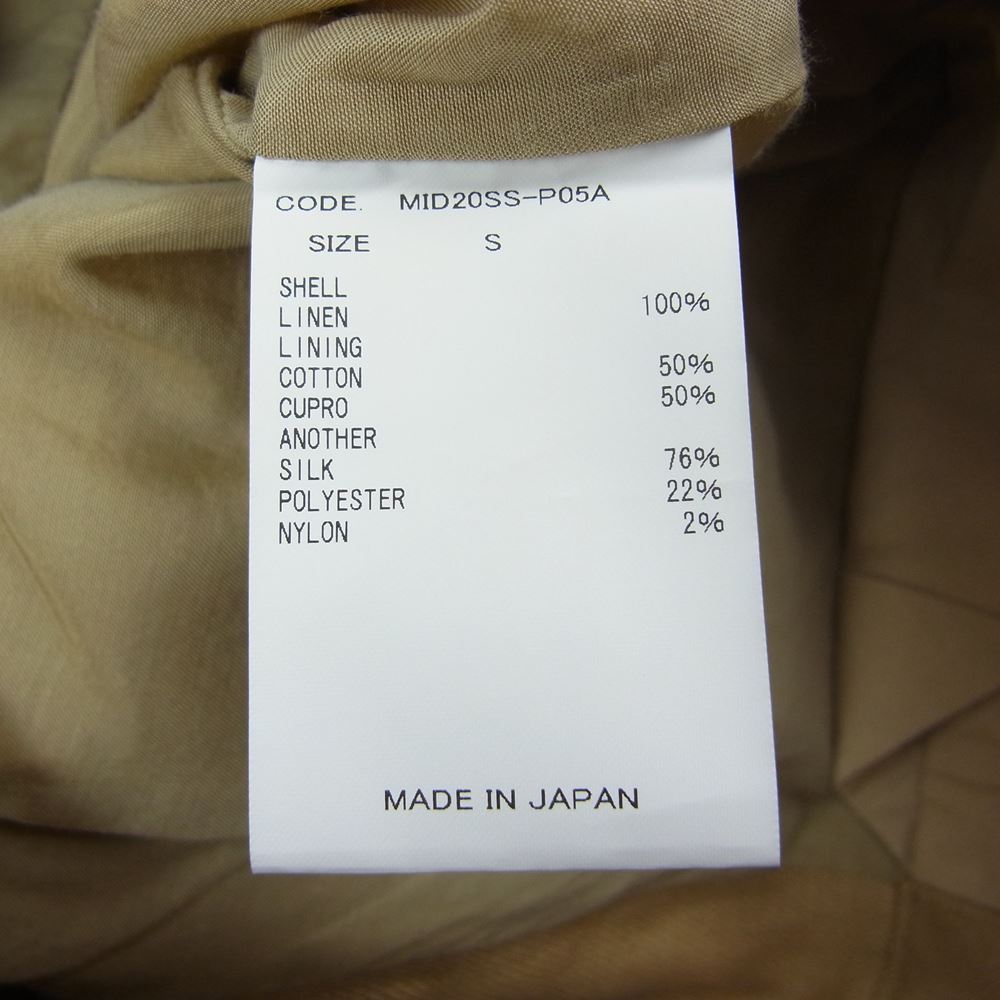 CODE. MID20SS-P05A
SIZE S
SHELL
LINEN 100%
LINING
COTTON 50%
CUPRO 50%
ANOTHER
SILK 76%
POLYESTER 22%
NYLON 2%
MADE IN JAPAN